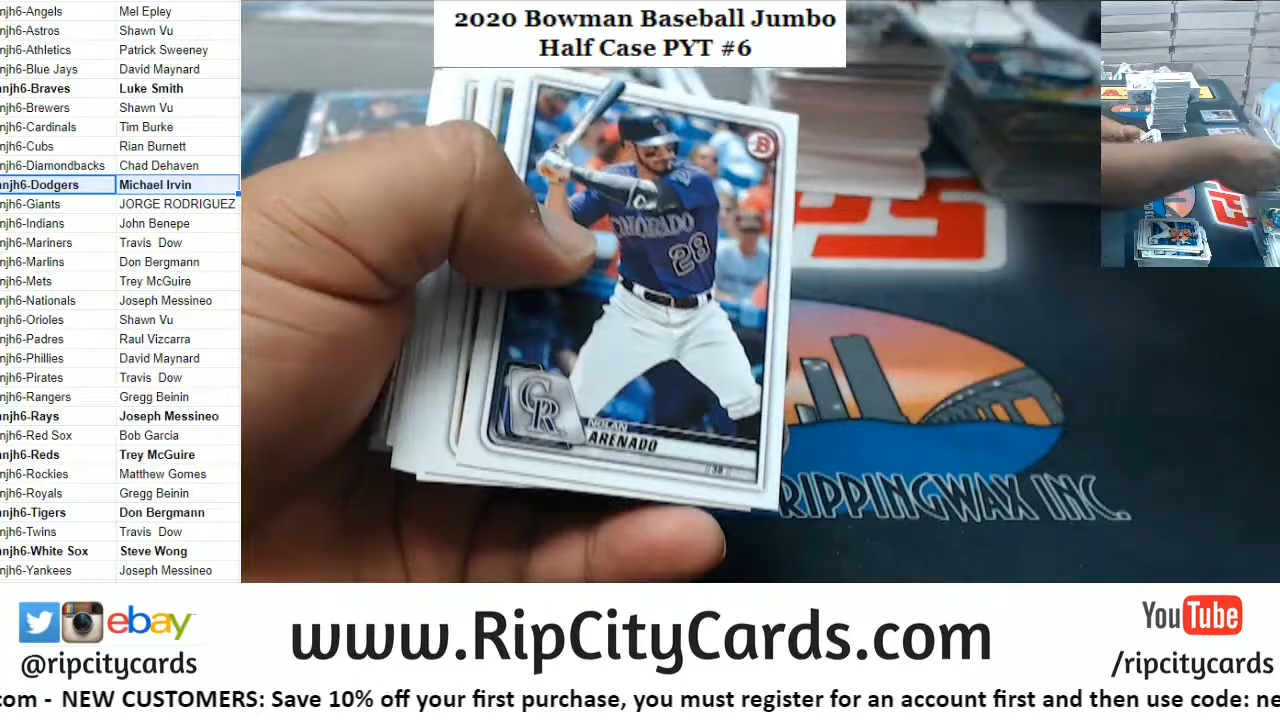 2020 Bowman Baseball Jumbo
Half Case PYT #6
njh6-Angels Mel Epley
njh6-Astros Shawn Vu
njh6-Athletics Patrick Sweeney
njh6-Blue Jays David Maynard
njh6-Braves Luke Smith
njh6-Brewers Shawn Vu
njh6-Cardinals Tim Burke
njh6-Cubs Rian Burnett
njh6-Diamondbacks Chad Dehaven
njh6-Dodgers Michael Irvin
njh6-Giants JORGE RODRIGUEZ
njh6-Indians John Benepe
njh6-Mariners Travis Dow
njh6-Marlins Don Bergmann
njh6-Mets Trey McGuire
njh6-Nationals Joseph Messineo
njh6-Orioles Shawn Vu
njh6-Padres Raul Vizcarra
njh6-Phillies David Maynard
njh6-Pirates Travis Dow
njh6-Rangers Gregg Beinin
njh6-Rays Joseph Messineo
njh6-Red Sox Bob Garcia
njh6-Reds Trey McGuire
njh6-Rockies Matthew Gomes
njh6-Royals Gregg Beinin
njh6-Tigers Don Bergmann
njh6-Twins Travis Dow
njh6-White Sox Steve Wong
njh6-Yankees Joseph Messineo
B
COLORADO
28
CR
NOLAN
ARENADO
3B
PS
RIPPINGWAX INC.
ebay
@ripcitycards
www.RipCityCards.com
YouTube
/ripcitycards
com - NEW CUSTOMERS: Save 10% off your first purchase, you must register for an account first and then use code: ne